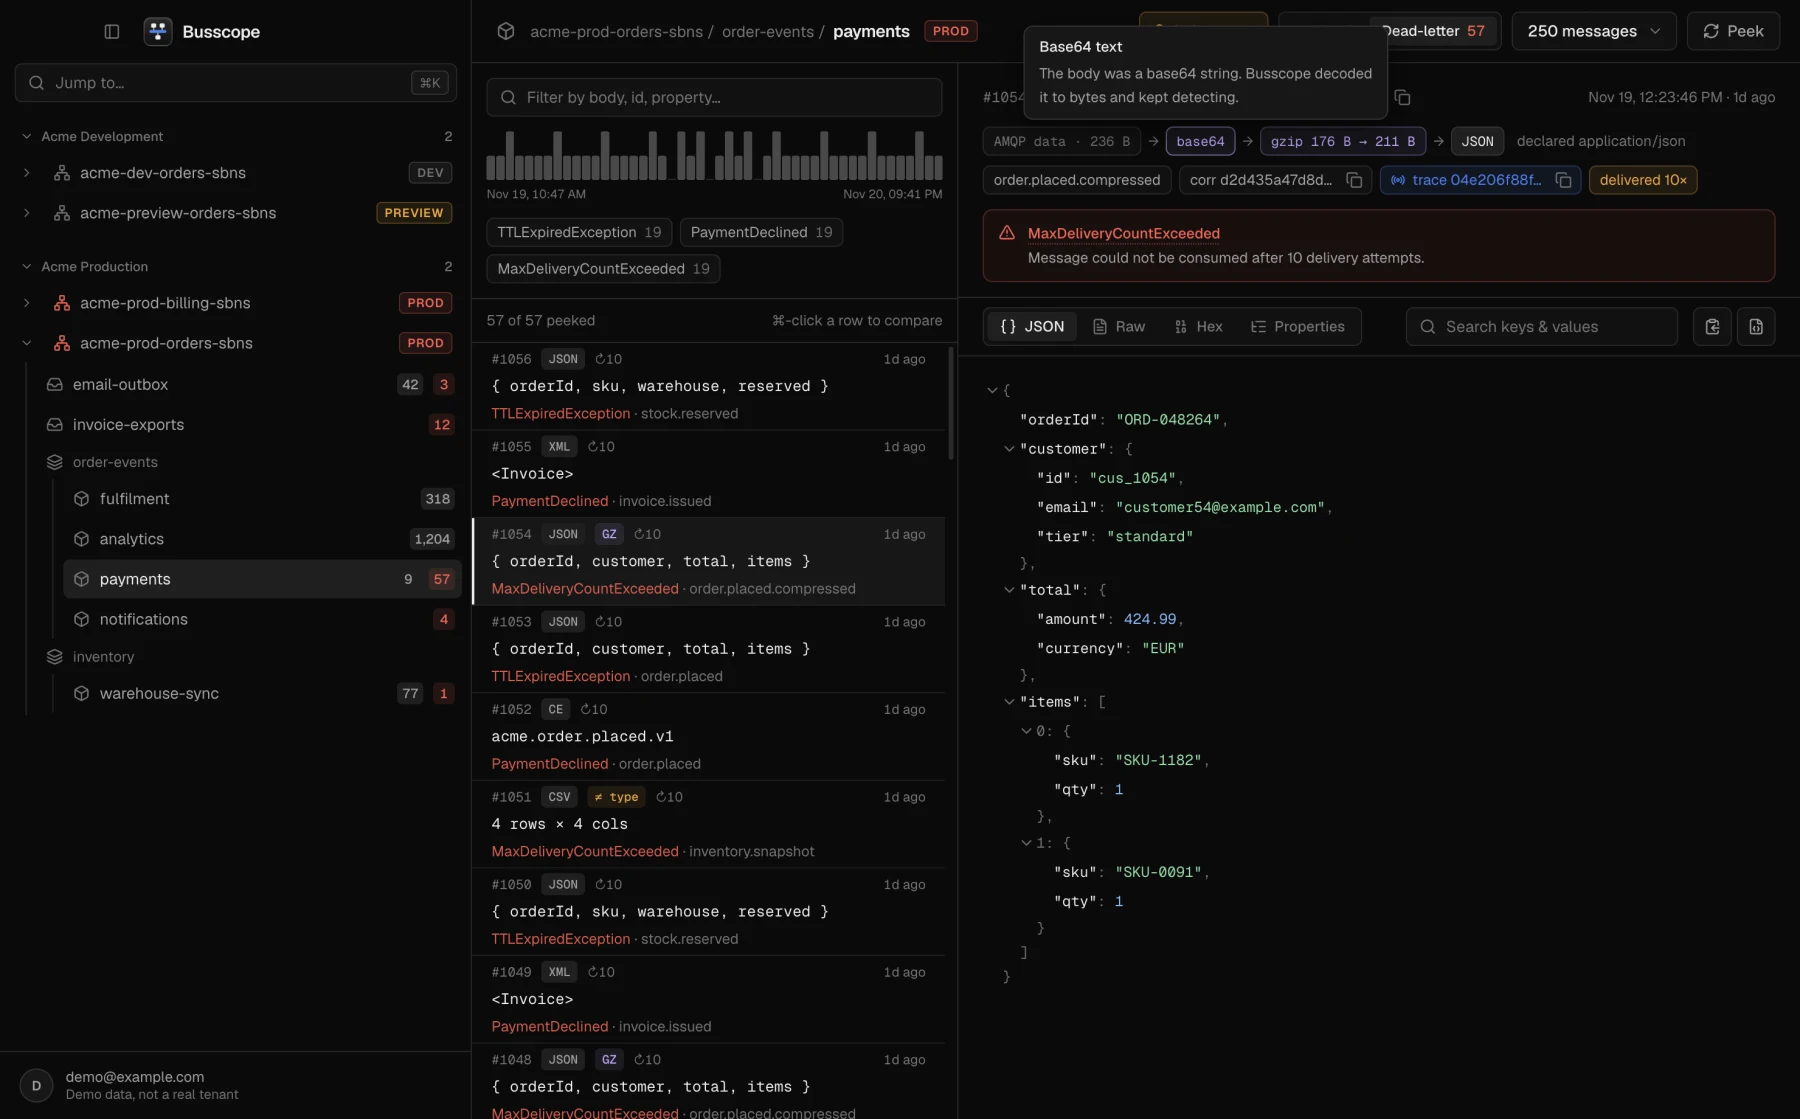 Busscope
Jump to...
⌘K
Acme Development 2
acme-dev-orders-sbns DEV
acme-preview-orders-sbns PREVIEW
Acme Production 2
acme-prod-billing-sbns PROD
acme-prod-orders-sbns PROD
email-outbox 42 3
invoice-exports 12
order-events
fulfilment 318
analytics 1,204
payments 9 57
notifications 4
inventory
warehouse-sync 77 1
D
demo@example.com
Demo data, not a real tenant
acme-prod-orders-sbns / order-events / payments PROD
Dead-letter 57
250 messages
Peek
Filter by body, id, property...
Nov 19, 10:47 AM Nov 20, 09:41 PM
TTLExpiredException 19
PaymentDeclined 19
MaxDeliveryCountExceeded 19
57 of 57 peeked
⌘-click a row to compare
#1056 JSON ↻10 1d ago
{ orderId, sku, warehouse, reserved }
TTLExpiredException · stock.reserved
#1055 XML ↻10 1d ago
<Invoice>
PaymentDeclined · invoice.issued
#1054 JSON GZ ↻10 1d ago
{ orderId, customer, total, items }
MaxDeliveryCountExceeded · order.placed.compressed
#1053 JSON ↻10 1d ago
{ orderId, customer, total, items }
TTLExpiredException · order.placed
#1052 CE ↻10 1d ago
acme.order.placed.v1
PaymentDeclined · order.placed
#1051 CSV ≠ type ↻10 1d ago
4 rows × 4 cols
MaxDeliveryCountExceeded · inventory.snapshot
#1050 JSON ↻10 1d ago
{ orderId, sku, warehouse, reserved }
TTLExpiredException · stock.reserved
#1049 XML ↻10 1d ago
<Invoice>
PaymentDeclined · invoice.issued
#1048 JSON GZ ↻10 1d ago
{ orderId, customer, total, items }
MaxDeliveryCountExceeded · order.placed.compressed
Base64 text
The body was a base64 string. Busscope decoded
it to bytes and kept detecting.
#1054
Nov 19, 12:23:46 PM · 1d ago
AMQP data · 236 B → base64 → gzip 176 B → 211 B → JSON declared application/json
order.placed.compressed
corr d2d435a47d8d…
trace 04e206f88f…
delivered 10×
MaxDeliveryCountExceeded
Message could not be consumed after 10 delivery attempts.
{} JSON
Raw
Hex
Properties
Search keys & values
{
"orderId": "ORD-048264",
"customer": {
"id": "cus_1054",
"email": "customer54@example.com",
"tier": "standard"
},
"total": {
"amount": 424.99,
"currency": "EUR"
},
"items": [
0: {
"sku": "SKU-1182",
"qty": 1
},
1: {
"sku": "SKU-0091",
"qty": 1
}
]
}